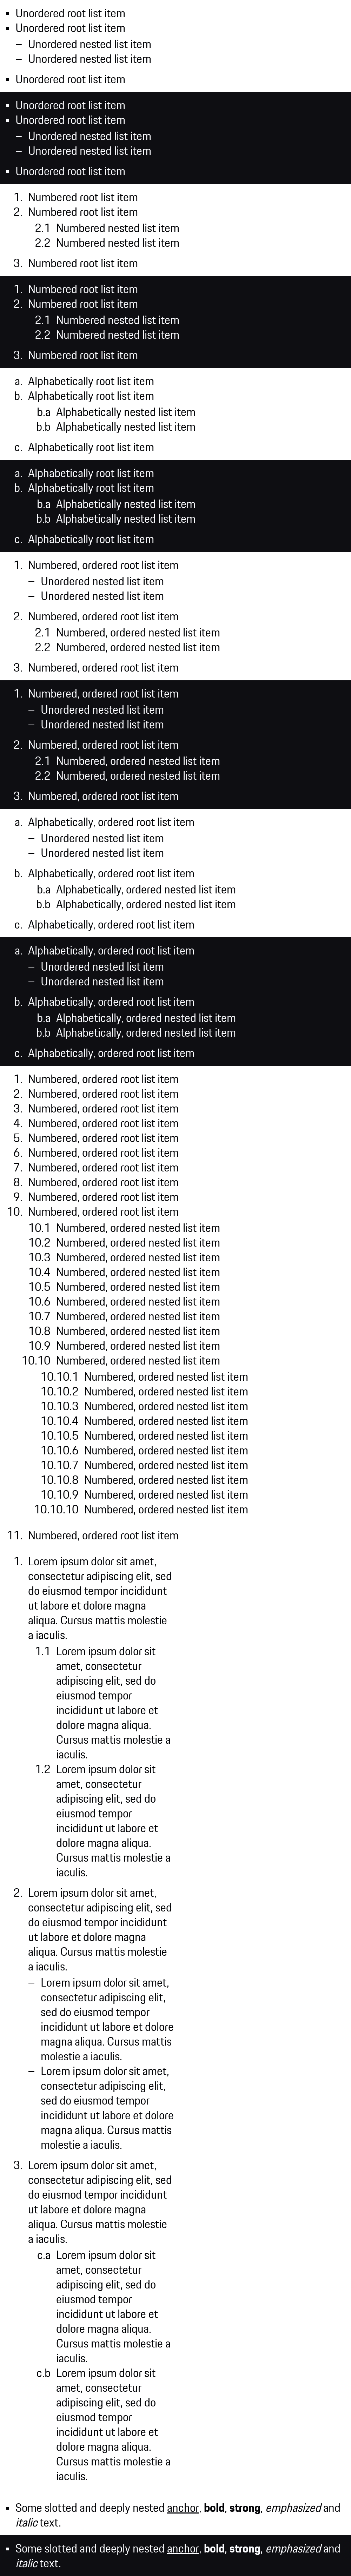 ▪ Unordered root list item
▪ Unordered root list item
– Unordered nested list item
– Unordered nested list item
▪ Unordered root list item
▪ Unordered root list item
▪ Unordered root list item
– Unordered nested list item
– Unordered nested list item
▪ Unordered root list item
1. Numbered root list item
2. Numbered root list item
2.1 Numbered nested list item
2.2 Numbered nested list item
3. Numbered root list item
1. Numbered root list item
2. Numbered root list item
2.1 Numbered nested list item
2.2 Numbered nested list item
3. Numbered root list item
a. Alphabetically root list item
b. Alphabetically root list item
b.a Alphabetically nested list item
b.b Alphabetically nested list item
c. Alphabetically root list item
a. Alphabetically root list item
b. Alphabetically root list item
b.a Alphabetically nested list item
b.b Alphabetically nested list item
c. Alphabetically root list item
1. Numbered, ordered root list item
– Unordered nested list item
– Unordered nested list item
2. Numbered, ordered root list item
2.1 Numbered, ordered nested list item
2.2 Numbered, ordered nested list item
3. Numbered, ordered root list item
1. Numbered, ordered root list item
– Unordered nested list item
– Unordered nested list item
2. Numbered, ordered root list item
2.1 Numbered, ordered nested list item
2.2 Numbered, ordered nested list item
3. Numbered, ordered root list item
a. Alphabetically, ordered root list item
– Unordered nested list item
– Unordered nested list item
b. Alphabetically, ordered root list item
b.a Alphabetically, ordered nested list item
b.b Alphabetically, ordered nested list item
c. Alphabetically, ordered root list item
a. Alphabetically, ordered root list item
– Unordered nested list item
– Unordered nested list item
b. Alphabetically, ordered root list item
b.a Alphabetically, ordered nested list item
b.b Alphabetically, ordered nested list item
c. Alphabetically, ordered root list item
1. Numbered, ordered root list item
2. Numbered, ordered root list item
3. Numbered, ordered root list item
4. Numbered, ordered root list item
5. Numbered, ordered root list item
6. Numbered, ordered root list item
7. Numbered, ordered root list item
8. Numbered, ordered root list item
9. Numbered, ordered root list item
10. Numbered, ordered root list item
10.1 Numbered, ordered nested list item
10.2 Numbered, ordered nested list item
10.3 Numbered, ordered nested list item
10.4 Numbered, ordered nested list item
10.5 Numbered, ordered nested list item
10.6 Numbered, ordered nested list item
10.7 Numbered, ordered nested list item
10.8 Numbered, ordered nested list item
10.9 Numbered, ordered nested list item
10.10 Numbered, ordered nested list item
10.10.1 Numbered, ordered nested list item
10.10.2 Numbered, ordered nested list item
10.10.3 Numbered, ordered nested list item
10.10.4 Numbered, ordered nested list item
10.10.5 Numbered, ordered nested list item
10.10.6 Numbered, ordered nested list item
10.10.7 Numbered, ordered nested list item
10.10.8 Numbered, ordered nested list item
10.10.9 Numbered, ordered nested list item
10.10.10 Numbered, ordered nested list item
11. Numbered, ordered root list item
1. Lorem ipsum dolor sit amet,
consectetur adipiscing elit, sed
do eiusmod tempor incididunt
ut labore et dolore magna
aliqua. Cursus mattis molestie
a iaculis.
1.1 Lorem ipsum dolor sit
amet, consectetur
adipiscing elit, sed do
eiusmod tempor
incididunt ut labore et
dolore magna aliqua.
Cursus mattis molestie a
iaculis.
1.2 Lorem ipsum dolor sit
amet, consectetur
adipiscing elit, sed do
eiusmod tempor
incididunt ut labore et
dolore magna aliqua.
Cursus mattis molestie a
iaculis.
2. Lorem ipsum dolor sit amet,
consectetur adipiscing elit, sed
do eiusmod tempor incididunt
ut labore et dolore magna
aliqua. Cursus mattis molestie
a iaculis.
– Lorem ipsum dolor sit amet,
consectetur adipiscing elit,
sed do eiusmod tempor
incididunt ut labore et dolore
magna aliqua. Cursus mattis
molestie a iaculis.
– Lorem ipsum dolor sit amet,
consectetur adipiscing elit,
sed do eiusmod tempor
incididunt ut labore et dolore
magna aliqua. Cursus mattis
molestie a iaculis.
3. Lorem ipsum dolor sit amet,
consectetur adipiscing elit, sed
do eiusmod tempor incididunt
ut labore et dolore magna
aliqua. Cursus mattis molestie
a iaculis.
c.a Lorem ipsum dolor sit
amet, consectetur
adipiscing elit, sed do
eiusmod tempor
incididunt ut labore et
dolore magna aliqua.
Cursus mattis molestie a
iaculis.
c.b Lorem ipsum dolor sit
amet, consectetur
adipiscing elit, sed do
eiusmod tempor
incididunt ut labore et
dolore magna aliqua.
Cursus mattis molestie a
iaculis.
▪ Some slotted and deeply nested anchor, bold, strong, emphasized and
italic text.
▪ Some slotted and deeply nested anchor, bold, strong, emphasized and
italic text.